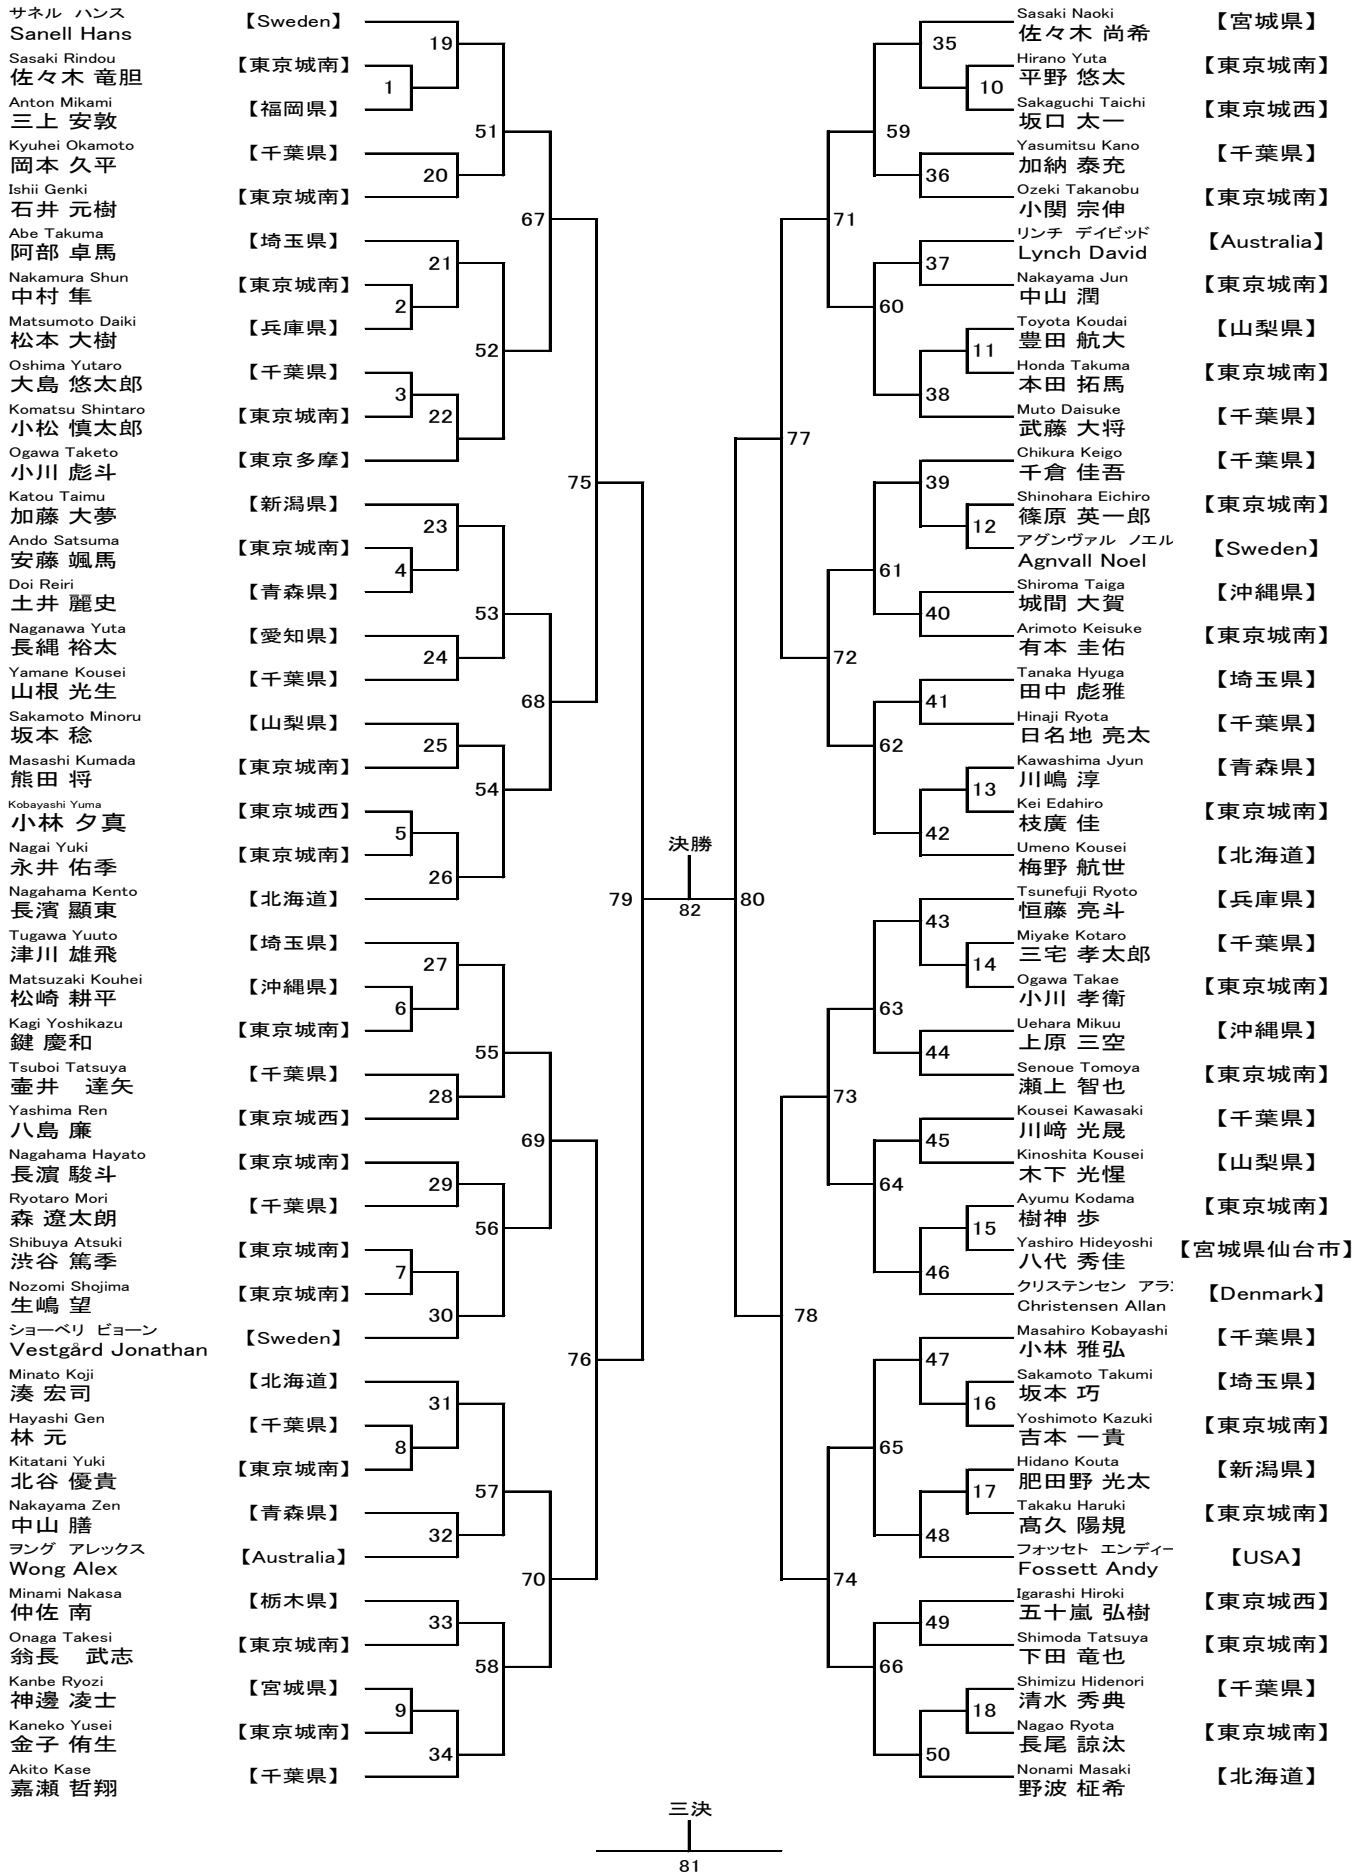 サネル ハンス
Sanell Hans 【Sweden】
Sasaki Rindou
佐々木 竜胆 【東京城南】
Anton Mikami
三上 安敦 【福岡県】
Kyuhei Okamoto
岡本 久平 【千葉県】
Ishii Genki
石井 元樹 【東京城南】
Abe Takuma
阿部 卓馬 【埼玉県】
Nakamura Shun
中村 隼 【東京城南】
Matsumoto Daiki
松本 大樹 【兵庫県】
Oshima Yutaro
大島 悠太郎 【千葉県】
Komatsu Shintaro
小松 慎太郎 【東京城南】
Ogawa Taketo
小川 彪斗 【東京多摩】
Katou Taimu
加藤 大夢 【新潟県】
Ando Satsuma
安藤 颯馬 【東京城南】
Doi Reiri
土井 麗史 【青森県】
Naganawa Yuta
長縄 裕太 【愛知県】
Yamane Kousei
山根 光生 【千葉県】
Sakamoto Minoru
坂本 稔 【山梨県】
Masashi Kumada
熊田 将 【東京城南】
Kobayashi Yuma
小林 夕真 【東京城西】
Nagai Yuki
永井 佑季 【東京城南】
Nagahama Kento
長濱 顯東 【北海道】
Tugawa Yuuto
津川 雄飛 【埼玉県】
Matsuzaki Kouhei
松崎 耕平 【沖縄県】
Kagi Yoshikazu
鍵 慶和 【東京城南】
Tsuboi Tatsuya
壷井 達矢 【千葉県】
Yashima Ren
八島 廉 【東京城西】
Nagahama Hayato
長濵 駿斗 【東京城南】
Ryotaro Mori
森 遼太朗 【千葉県】
Shibuya Atsuki
渋谷 篤季 【東京城南】
Nozomi Shojima
生嶋 望 【東京城南】
ショーベリ ビョーン
Vestgård Jonathan 【Sweden】
Minato Koji
湊 宏司 【北海道】
Hayashi Gen
林 元 【千葉県】
Kitatani Yuki
北谷 優貴 【東京城南】
Nakayama Zen
中山 膳 【青森県】
ヲング アレックス
Wong Alex 【Australia】
Minami Nakasa
仲佐 南 【栃木県】
Onaga Takesi
翁長 武志 【東京城南】
Kanbe Ryozi
神邊 凌士 【宮城県】
Kaneko Yusei
金子 侑生 【東京城南】
Akito Kase
嘉瀬 哲翔 【千葉県】
1
2
3
4
5
6
7
8
9
19
20
21
22
23
24
25
26
27
28
29
30
31
32
33
34
51
52
53
54
55
56
57
58
67
68
69
70
75
76
79
決勝
82
80
77
78
71
72
73
74
59
60
61
62
63
64
65
66
35
36
37
38
39
40
41
42
43
44
45
46
47
48
49
50
10
11
12
13
14
15
16
17
18
Sasaki Naoki
佐々木 尚希 【宮城県】
Hirano Yuta
平野 悠太 【東京城南】
Sakaguchi Taichi
坂口 太一 【東京城西】
Yasumitsu Kano
加納 泰充 【千葉県】
Ozeki Takanobu
小関 宗伸 【東京城南】
リンチ デイビッド
Lynch David 【Australia】
Nakayama Jun
中山 潤 【東京城南】
Toyota Koudai
豊田 航大 【山梨県】
Honda Takuma
本田 拓馬 【東京城南】
Muto Daisuke
武藤 大将 【千葉県】
Chikura Keigo
千倉 佳吾 【千葉県】
Shinohara Eichiro
篠原 英一郎 【東京城南】
アグンヴァル ノエル
Agnvall Noel 【Sweden】
Shiroma Taiga
城間 大賀 【沖縄県】
Arimoto Keisuke
有本 圭佑 【東京城南】
Tanaka Hyuga
田中 彪雅 【埼玉県】
Hinaji Ryota
日名地 亮太 【千葉県】
Kawashima Jyun
川嶋 淳 【青森県】
Kei Edahiro
枝廣 佳 【東京城南】
Umeno Kousei
梅野 航世 【北海道】
Tsunefuji Ryoto
恒藤 亮斗 【兵庫県】
Miyake Kotaro
三宅 孝太郎 【千葉県】
Ogawa Takae
小川 孝衛 【東京城南】
Uehara Mikuu
上原 三空 【沖縄県】
Senoue Tomoya
瀬上 智也 【東京城南】
Kousei Kawasaki
川﨑 光晟 【千葉県】
Kinoshita Kousei
木下 光惺 【山梨県】
Ayumu Kodama
樹神 歩 【東京城南】
Yashiro Hideyoshi
八代 秀佳 【宮城県仙台市】
クリステンセン アラ
Christensen Allan 【Denmark】
Masahiro Kobayashi
小林 雅弘 【千葉県】
Sakamoto Takumi
坂本 巧 【埼玉県】
Yoshimoto Kazuki
吉本 一貴 【東京城南】
Hidano Kouta
肥田野 光太 【新潟県】
Takaku Haruki
髙久 陽規 【東京城南】
フォッセト エンディー
Fossett Andy 【USA】
Igarashi Hiroki
五十嵐 弘樹 【東京城西】
Shimoda Tatsuya
下田 竜也 【東京城南】
Shimizu Hidenori
清水 秀典 【千葉県】
Nagao Ryota
長尾 諒汰 【東京城南】
Nonami Masaki
野波 柾希 【北海道】
三決
81